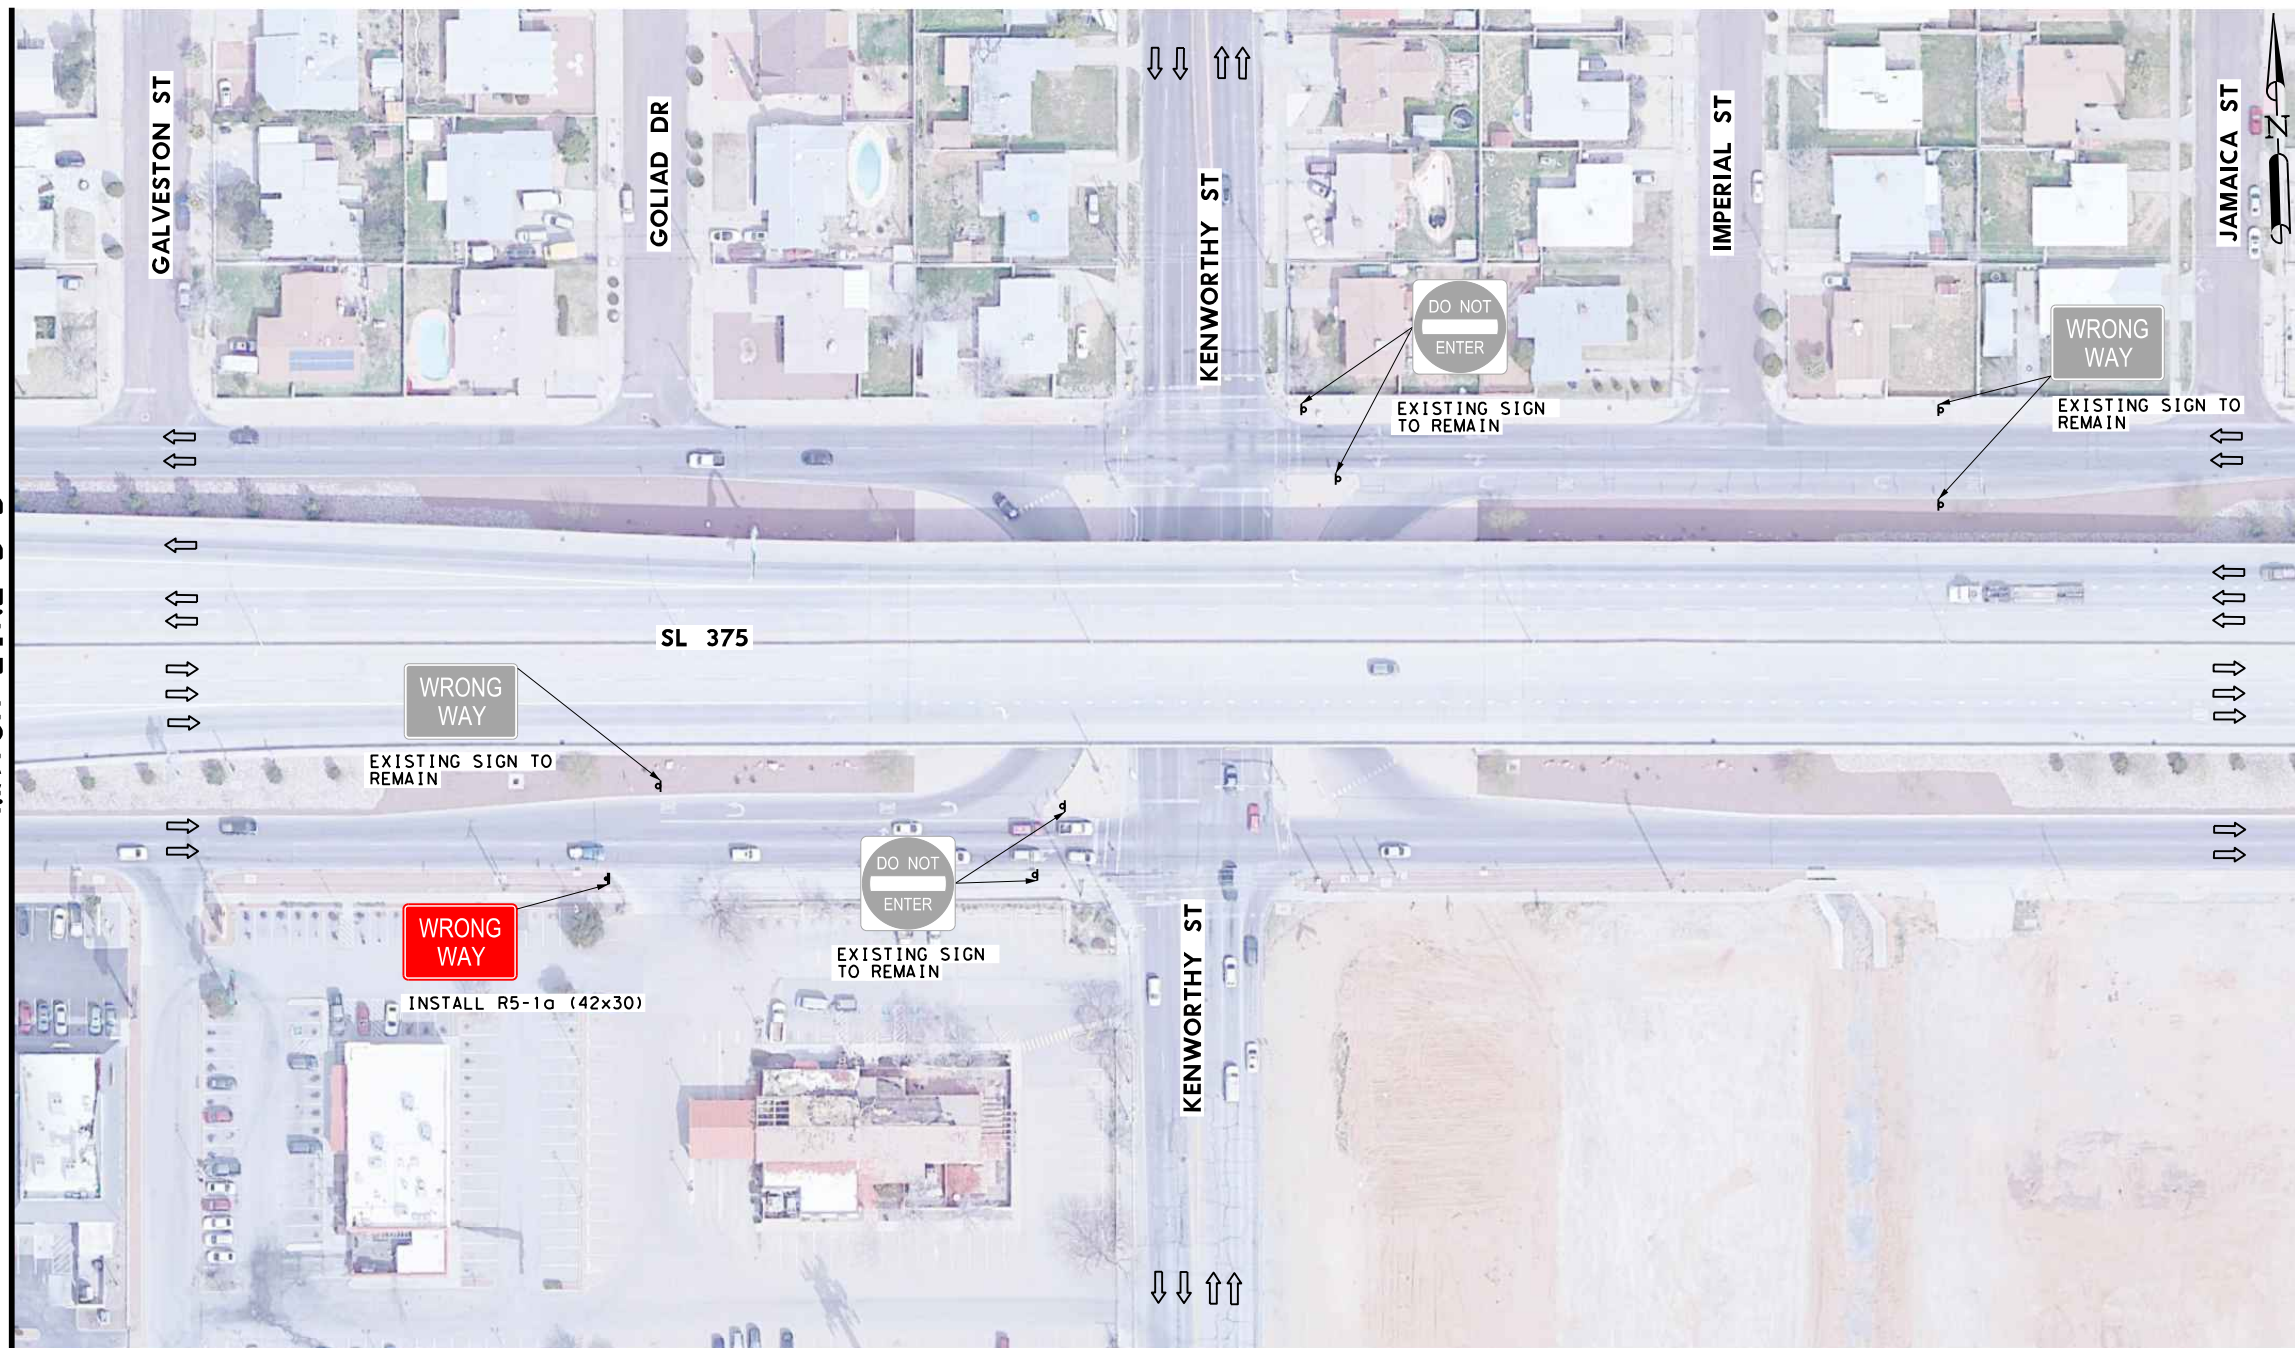 GALVESTON ST
GOLIAD DR
KENWORTHY ST
IMPERIAL ST
JAMAICA ST
N
DO NOT
ENTER
EXISTING SIGN
TO REMAIN
WRONG
WAY
EXISTING SIGN TO
REMAIN
SL 375
WRONG
WAY
EXISTING SIGN TO
REMAIN
WRONG
WAY
INSTALL R5-1a (42x30)
DO NOT
ENTER
EXISTING SIGN
TO REMAIN
KENWORTHY ST